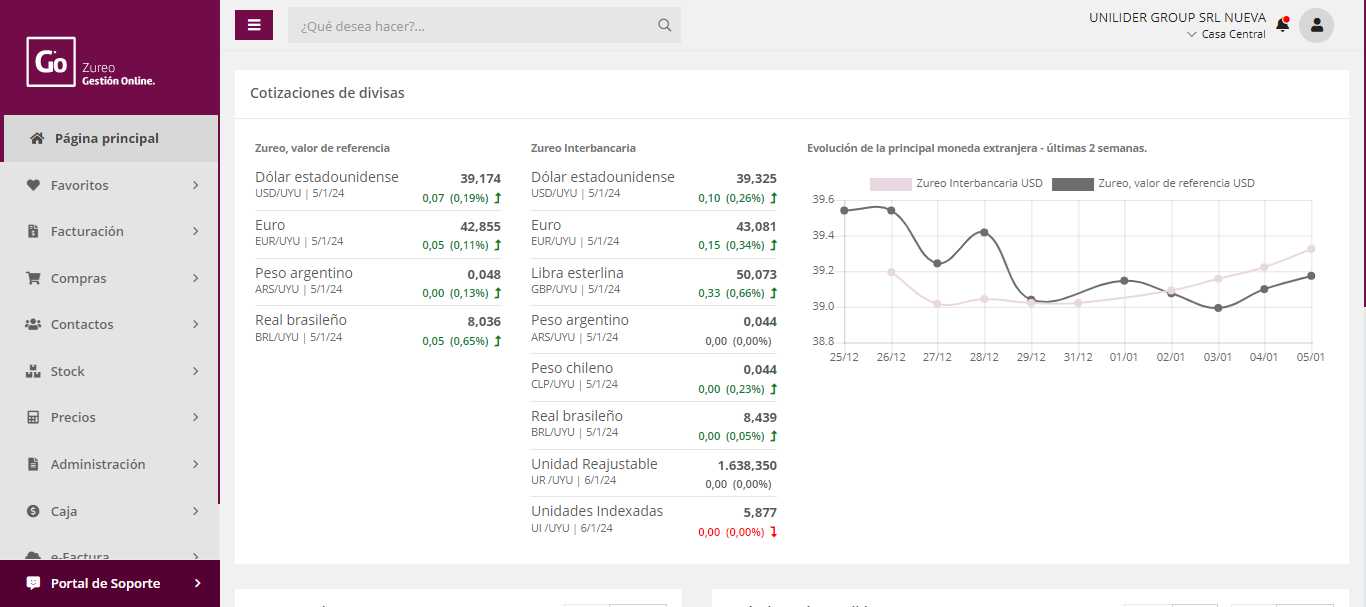 Go Zureo
Gestión Online.
¿Qué desea hacer?...
UNILIDER GROUP SRL NUEVA
Casa Central
Página principal
Favoritos
Facturación
Compras
Contactos
Stock
Precios
Administración
Caja
e-Factura
Portal de Soporte
Cotizaciones de divisas
Zureo, valor de referencia
Dólar estadounidense 39,174
USD/UYU | 5/1/24 0,07 (0,19%)
Euro 42,855
EUR/UYU | 5/1/24 0,05 (0,11%)
Peso argentino 0,048
ARS/UYU | 5/1/24 0,00 (0,13%)
Real brasileño 8,036
BRL/UYU | 5/1/24 0,05 (0,65%)
Zureo Interbancaria
Dólar estadounidense 39,325
USD/UYU | 5/1/24 0,10 (0,26%)
Euro 43,081
EUR/UYU | 5/1/24 0,15 (0,34%)
Libra esterlina 50,073
GBP/UYU | 5/1/24 0,33 (0,66%)
Peso argentino 0,044
ARS/UYU | 5/1/24 0,00 (0,00%)
Peso chileno 0,044
CLP/UYU | 5/1/24 0,00 (0,23%)
Real brasileño 8,439
BRL/UYU | 5/1/24 0,00 (0,05%)
Unidad Reajustable 1.638,350
UR /UYU | 6/1/24 0,00 (0,00%)
Unidades Indexadas 5,877
UI /UYU | 6/1/24 0,00 (0,00%)
Evolución de la principal moneda extranjera - últimas 2 semanas.
Zureo Interbancaria USD Zureo, valor de referencia USD
39.6
39.4
39.2
39.0
38.8
25/12 26/12 27/12 28/12 29/12 31/12 01/01 02/01 03/01 04/01 05/01